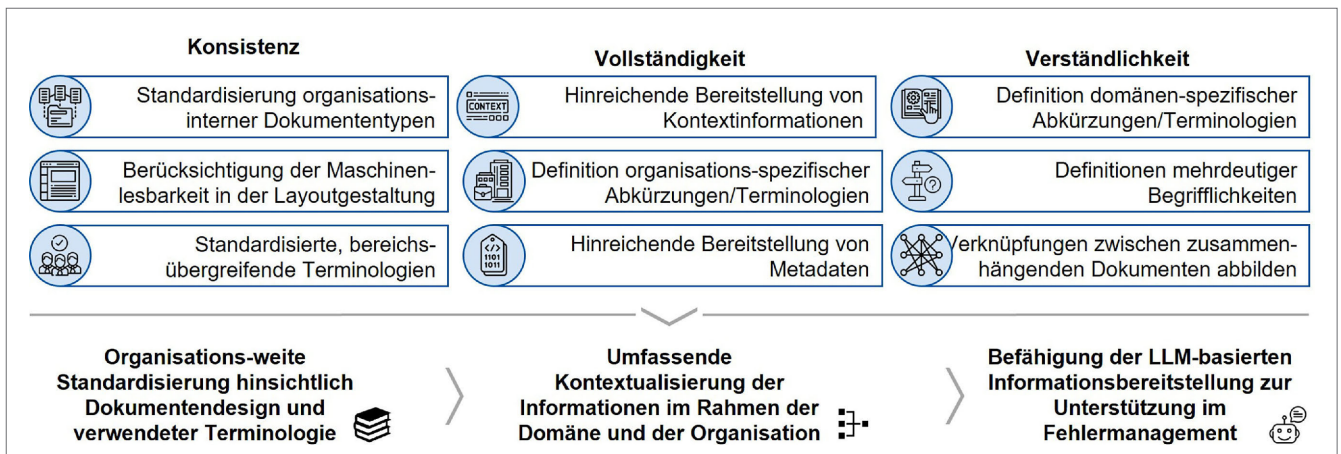 Konsistenz
Standardisierung organisations-
interner Dokumententypen
Berücksichtigung der Maschinen-
lesbarkeit in der Layoutgestaltung
Standardisierte, bereichs-
übergreifende Terminologien
Vollständigkeit
CONTEXT
Hinreichende Bereitstellung von
Kontextinformationen
Definition organisations-spezifischer
Abkürzungen/Terminologien
</>
1101
1011
Hinreichende Bereitstellung von
Metadaten
Verständlichkeit
Definition domänen-spezifischer
Abkürzungen/Terminologien
?
Definitionen mehrdeutiger
Begrifflichkeiten
Verknüpfungen zwischen zusammen-
hängenden Dokumenten abbilden
Organisations-weite
Standardisierung hinsichtlich
Dokumentendesign und
verwendeter Terminologie
Umfassende
Kontextualisierung der
Informationen im Rahmen der
Domäne und der Organisation
Befähigung der LLM-basierten
Informationsbereitstellung zur
Unterstützung im
Fehlermanagement